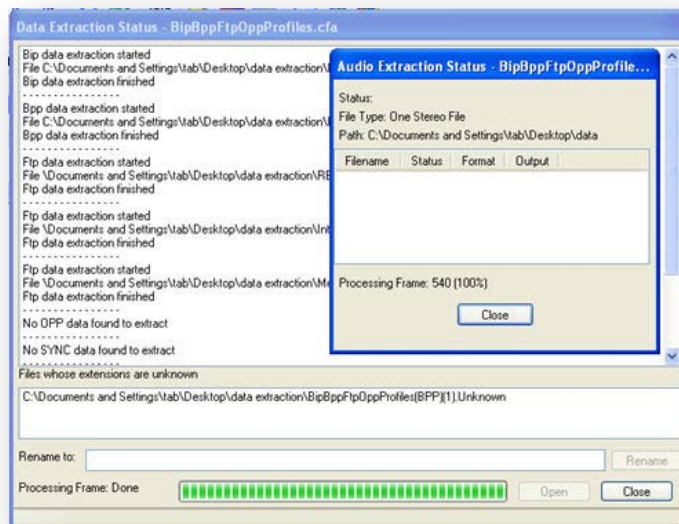 Data Extraction Status - BipBppFtpOppProfiles.cfa
Bip data extraction started
File C:\Documents and Settings\tab\Desktop\data extraction\
Bip data extraction finished
- - - - - - - - - - - - - - - -
Bpp data extraction started
File C:\Documents and Settings\tab\Desktop\data extraction\
Bpp data extraction finished
- - - - - - - - - - - - - - - -
Ftp data extraction started
File \Documents and Settings\tab\Desktop\data extraction\RE
Ftp data extraction finished
- - - - - - - - - - - - - - - -
Ftp data extraction started
File \Documents and Settings\tab\Desktop\data extraction\Int
Ftp data extraction finished
- - - - - - - - - - - - - - - -
Ftp data extraction started
File \Documents and Settings\tab\Desktop\data extraction\Me
Ftp data extraction finished
- - - - - - - - - - - - - - - -
No OPP data found to extract
- - - - - - - - - - - - - - - -
No SYNC data found to extract
- - - - - - - - - - - - - - - -
Audio Extraction Status - BipBppFtpOppProfile...
Status:
File Type: One Stereo File
Path: C:\Documents and Settings\tab\Desktop\data
Filename Status Format Output
Processing Frame: 540 (100%)
Close
Files whose extensions are unknown
C:\Documents and Settings\tab\Desktop\data extraction\BipBppFtpOppProfiles(BPP)(1).Unknown
Rename to:
Rename
Processing Frame: Done
Open
Close